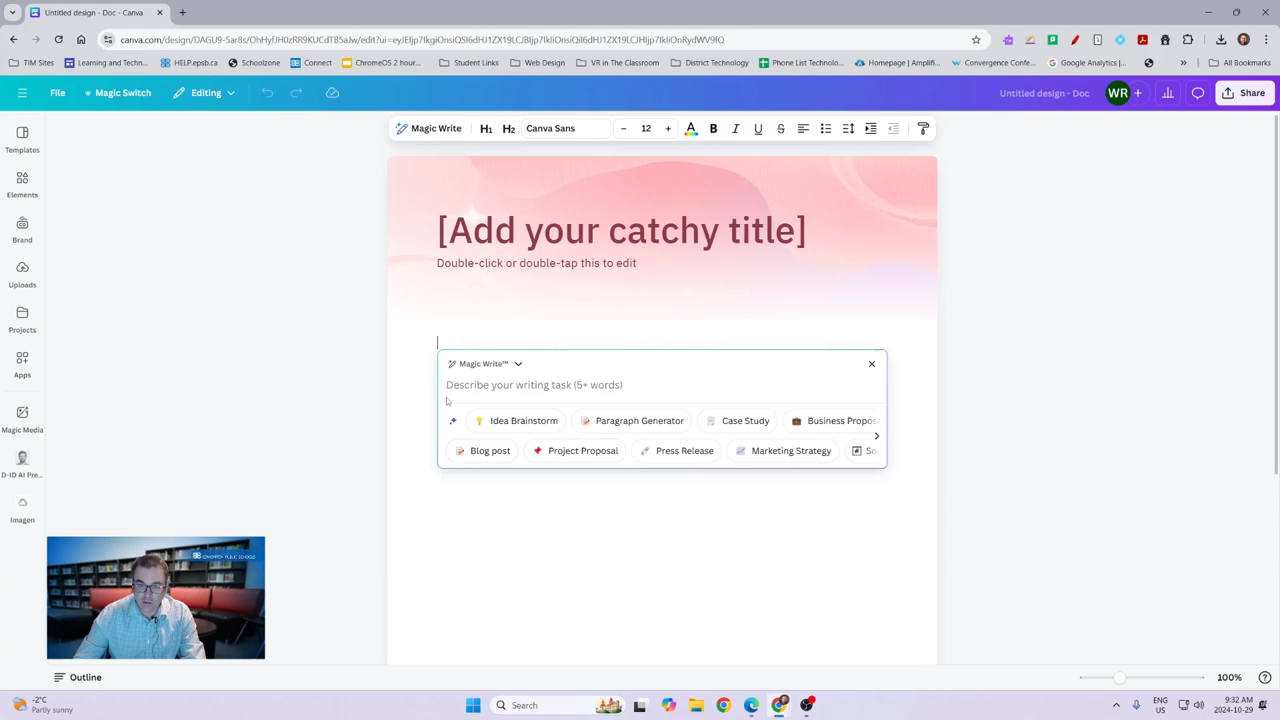 Untitled design - Doc - Canva
canva.com/design/DAGU9-5ar8s/OhHyfJH0zRR9KUCdTB5aJw/edit?ui=eyJEIjp7IkgiOnsiQSI6dHJ1ZX19LCJBIjp7IkIiOnsiQiI6dHJ1ZX19LCJHIjp7IkIiOnRydWV9fQ
TIM Sites
Learning and Techn...
HELP.epsb.ca
Schoolzone
Connect
ChromeOS 2 hour...
Student Links
Web Design
VR in The Classroom
District Technology
Phone List Technolo...
Homepage | Amplifi...
Convergence Confe...
Google Analytics |...
All Bookmarks
File
Magic Switch
Editing
Untitled design - Doc
WR
Share
Magic Write
H1
H2
Canva Sans
12
A
B
I
U
S
Templates
Elements
Brand
Uploads
Projects
Apps
Magic Media
D-ID AI Pre...
Imagen
[Add your catchy title]
Double-click or double-tap this to edit
Magic Write™
Describe your writing task (5+ words)
Idea Brainstorm
Paragraph Generator
Case Study
Business Propos
Blog post
Project Proposal
Press Release
Marketing Strategy
So
EDMONTON PUBLIC SCHOOLS
Outline
100%
-2°C
Partly sunny
Search
ENG
US
9:32 AM
2024-10-29